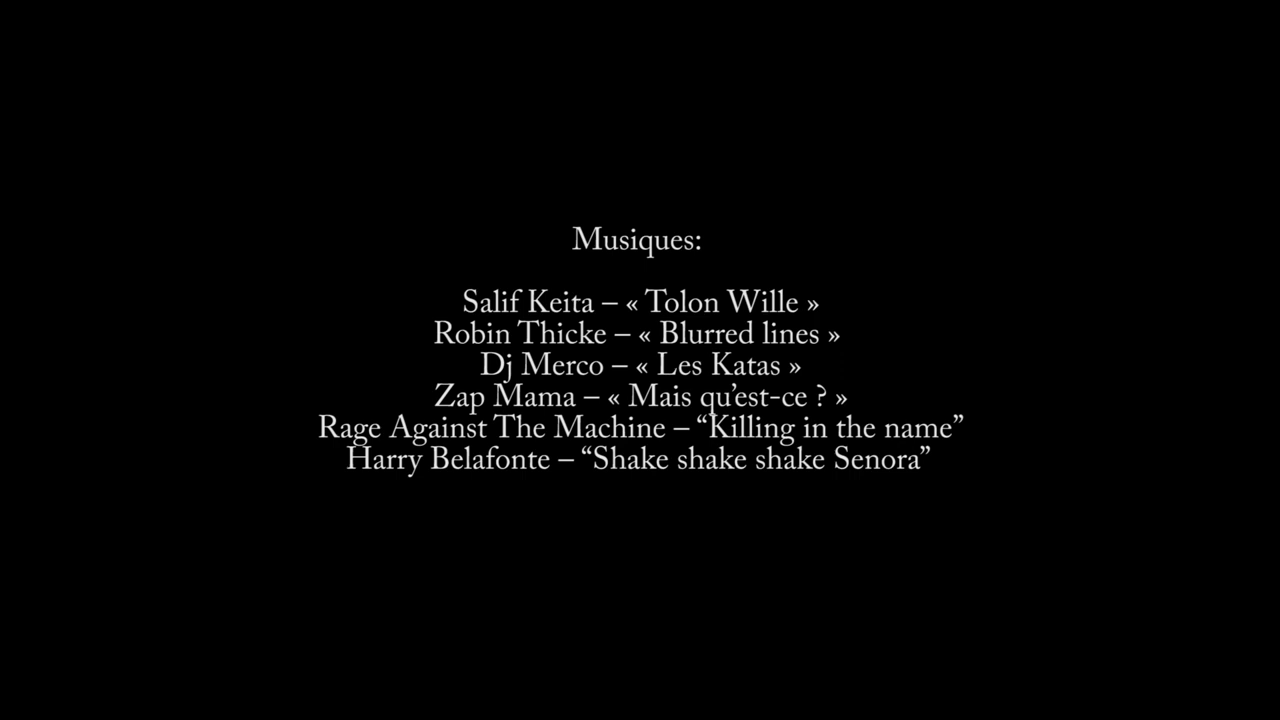 Musiques:
Salif Keita – « Tolon Wille »
Robin Thicke – « Blurred lines »
Dj Merco – « Les Katas »
Zap Mama – « Mais qu’est-ce ? »
Rage Against The Machine – “Killing in the name”
Harry Belafonte – “Shake shake shake Senora”